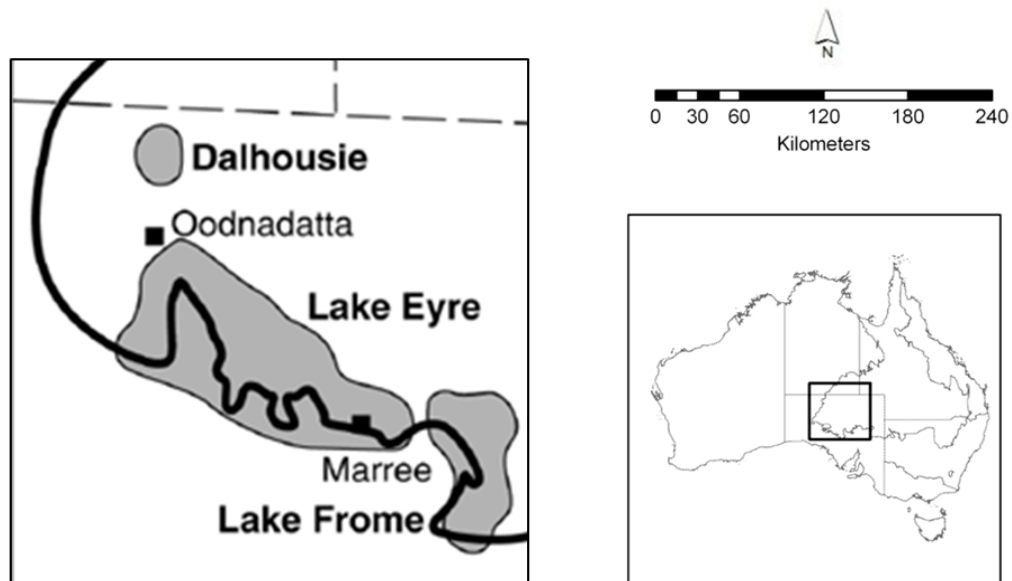 Dalhousie
Oodnadatta
Lake Eyre
Marree
Lake Frome
N
0 30 60 120 180 240
Kilometers